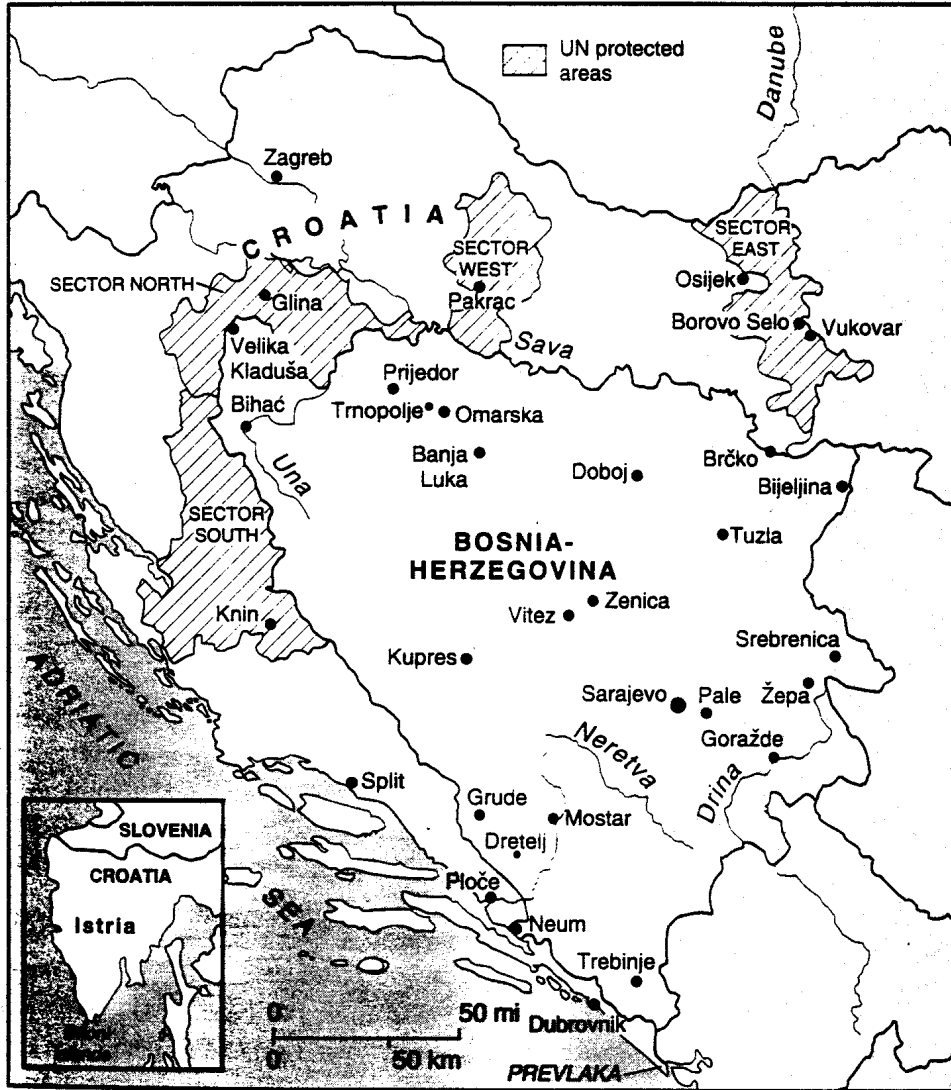 UN protected
areas
Danube
Zagreb
CROATIA
SECTOR
WEST
SECTOR
EAST
SECTOR NORTH
Glina
Pakrac
Osijek
Borovo Selo
Vukovar
Velika
Kladuša
Sava
Prijedor
Bihać
Trnopolje
Omarska
Una
Banja
Luka
Doboj
Brčko
Bijeljina
SECTOR
SOUTH
BOSNIA-
HERZEGOVINA
Tuzla
Knin
Vitez
Zenica
Kupres
Srebrenica
Žepa
Sarajevo
Pale
Goražde
ADRIATIC
SEA
Neretva
Drina
Split
Grude
Mostar
Dretelj
Ploče
Neum
Trebinje
Dubrovnik
PREVLAKA
SLOVENIA
CROATIA
Istria
0
50 mi
0
50 km